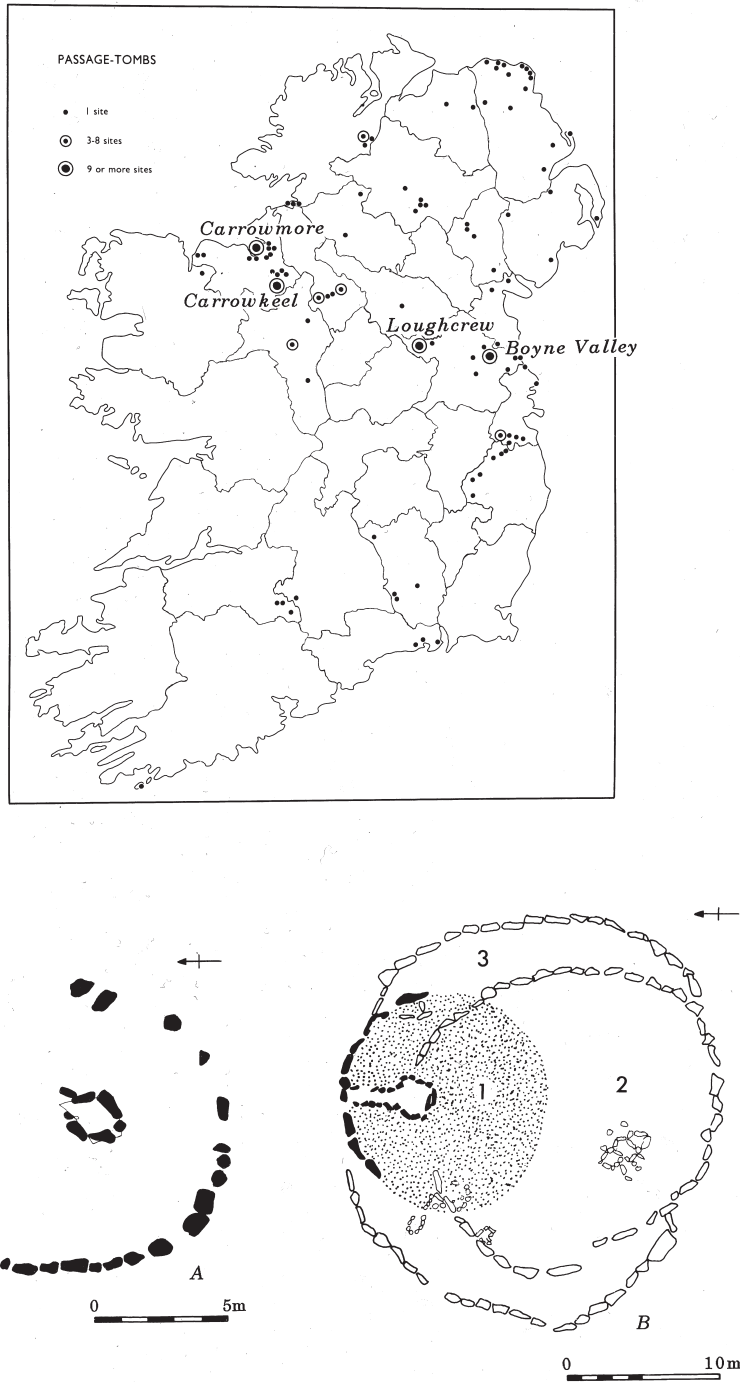 PASSAGE-TOMBS
1 site
3-8 sites
9 or more sites
Carrowmore
Carrowkeel
Loughcrew
Boyne Valley
3
1
2
A
0 5m
B
0 10m